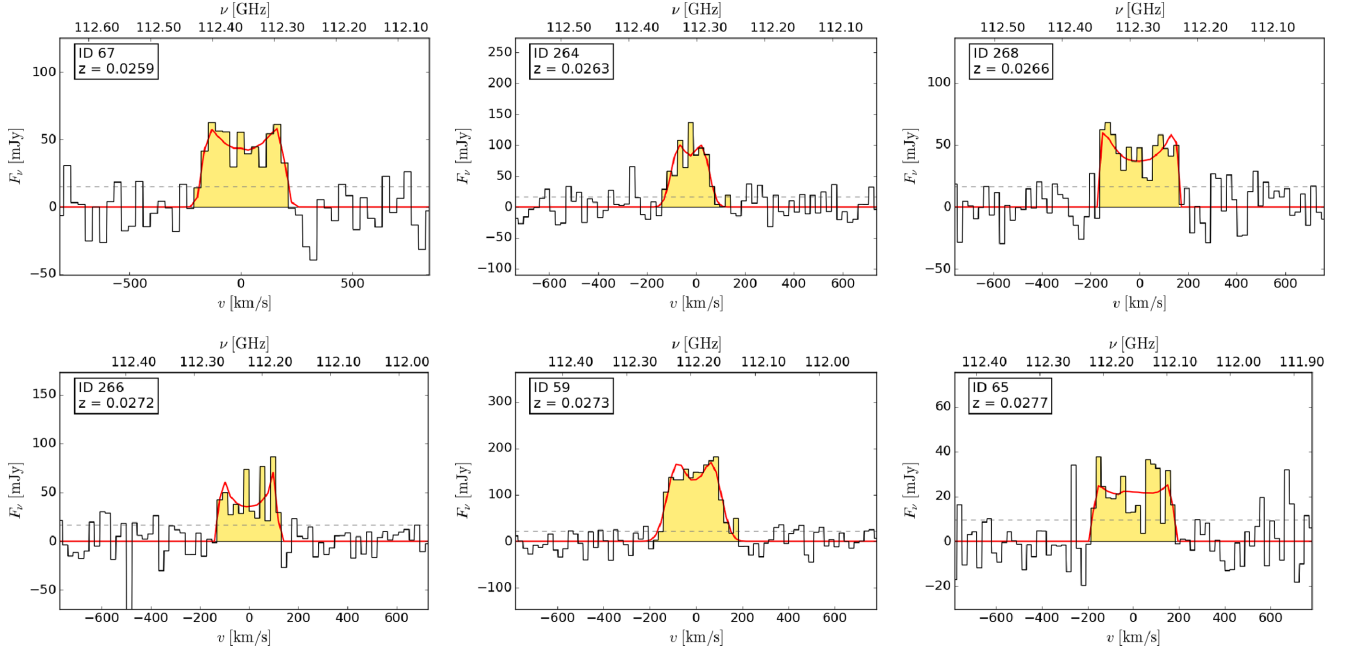 ν [GHz]
112.60 112.50 112.40 112.30 112.20 112.10
ID 67
z = 0.0259
100
50
0
−50
Fν [mJy]
−500 0 500
v [km/s]
ν [GHz]
112.50 112.40 112.30 112.20 112.10
ID 264
z = 0.0263
250
200
150
100
50
0
−50
−100
Fν [mJy]
−600 −400 −200 0 200 400 600
v [km/s]
ν [GHz]
112.50 112.40 112.30 112.20 112.10
ID 268
z = 0.0266
100
50
0
−50
Fν [mJy]
−600 −400 −200 0 200 400 600
v [km/s]
ν [GHz]
112.40 112.30 112.20 112.10 112.00
ID 266
z = 0.0272
150
100
50
0
−50
Fν [mJy]
−600 −400 −200 0 200 400 600
v [km/s]
ν [GHz]
112.40 112.30 112.20 112.10 112.00
ID 59
z = 0.0273
300
200
100
0
−100
Fν [mJy]
−600 −400 −200 0 200 400 600
v [km/s]
ν [GHz]
112.40 112.30 112.20 112.10 112.00 111.90
ID 65
z = 0.0277
60
40
20
0
−20
Fν [mJy]
−600 −400 −200 0 200 400 600
v [km/s]